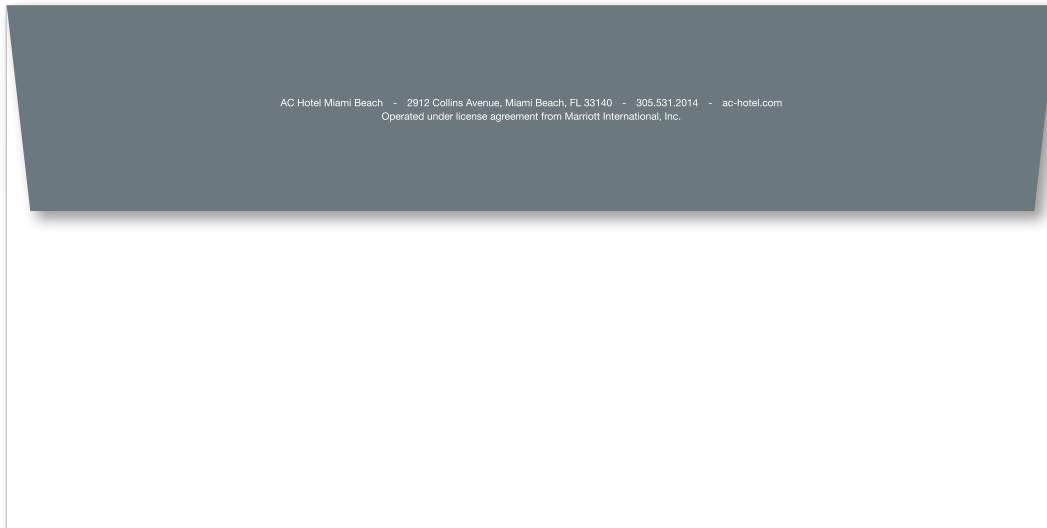 AC Hotel Miami Beach - 2912 Collins Avenue, Miami Beach, FL 33140 - 305.531.2014 - ac-hotel.com
Operated under license agreement from Marriott International, Inc.